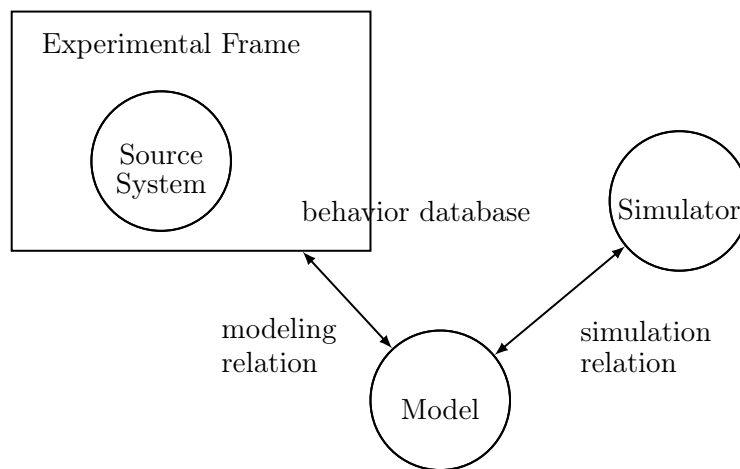 Experimental Frame
Source
System
behavior database
Simulator
modeling
relation
simulation
relation
Model